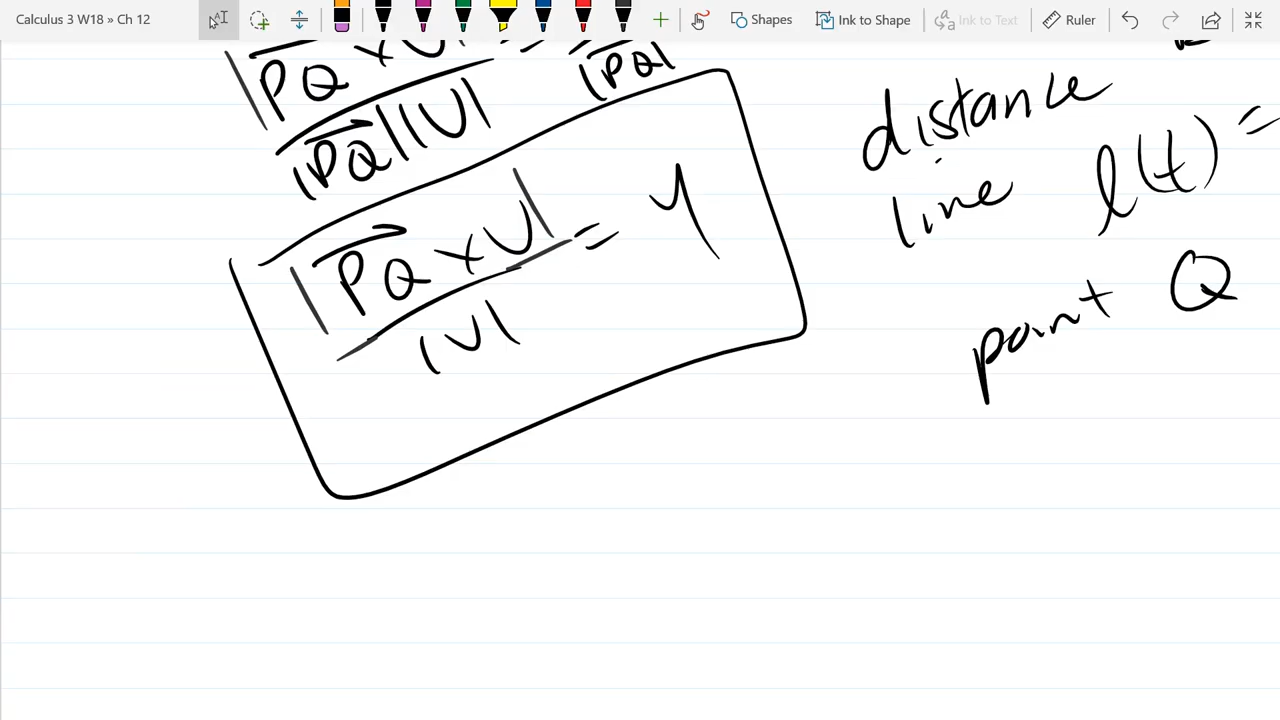 Calculus 3 W18 » Ch 12
Shapes
Ink to Shape
Ink to Text
Ruler
|PQ × V| =
|PQ||V| |PQ|
|PQ × V| = y
|V|
distance
line l(t) =
point Q